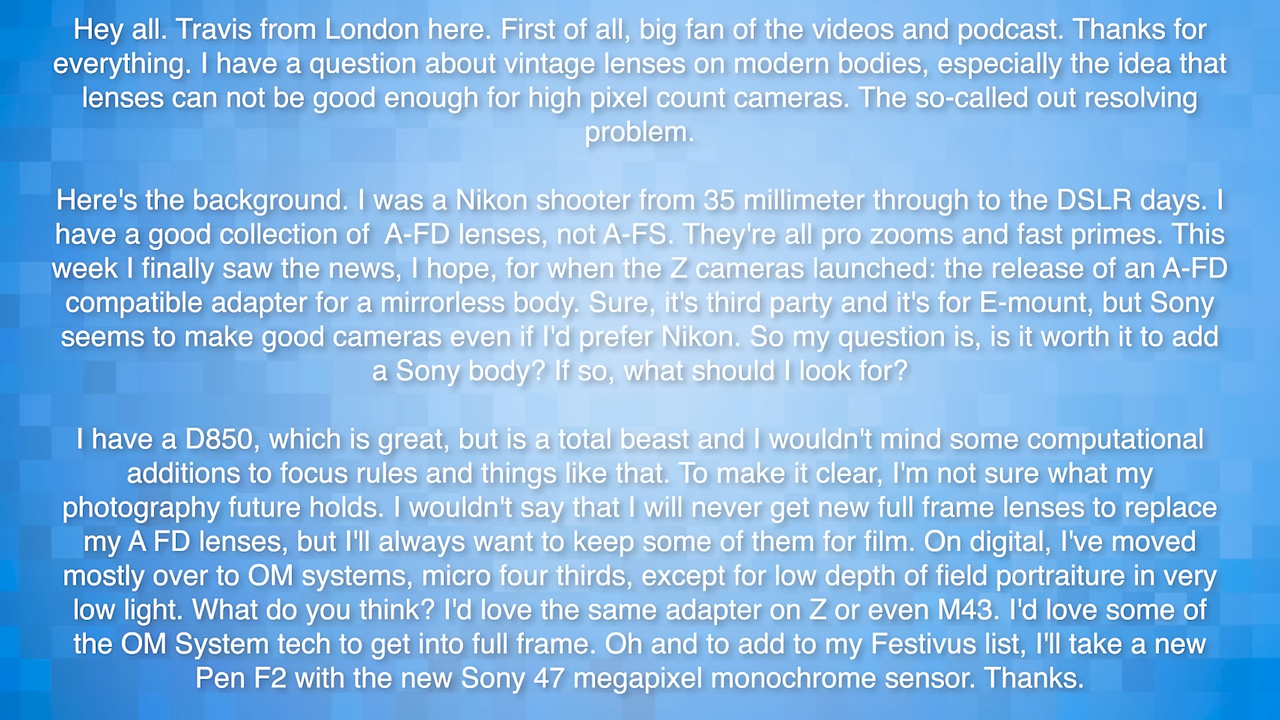 Hey all. Travis from London here. First of all, big fan of the videos and podcast. Thanks for
everything. I have a question about vintage lenses on modern bodies, especially the idea that
lenses can not be good enough for high pixel count cameras. The so-called out resolving
problem.
Here's the background. I was a Nikon shooter from 35 millimeter through to the DSLR days. I
have a good collection of A-FD lenses, not A-FS. They're all pro zooms and fast primes. This
week I finally saw the news, I hope, for when the Z cameras launched: the release of an A-FD
compatible adapter for a mirrorless body. Sure, it's third party and it's for E-mount, but Sony
seems to make good cameras even if I'd prefer Nikon. So my question is, is it worth it to add
a Sony body? If so, what should I look for?
I have a D850, which is great, but is a total beast and I wouldn't mind some computational
additions to focus rules and things like that. To make it clear, I'm not sure what my
photography future holds. I wouldn't say that I will never get new full frame lenses to replace
my A FD lenses, but I'll always want to keep some of them for film. On digital, I've moved
mostly over to OM systems, micro four thirds, except for low depth of field portraiture in very
low light. What do you think? I'd love the same adapter on Z or even M43. I'd love some of
the OM System tech to get into full frame. Oh and to add to my Festivus list, I'll take a new
Pen F2 with the new Sony 47 megapixel monochrome sensor. Thanks.